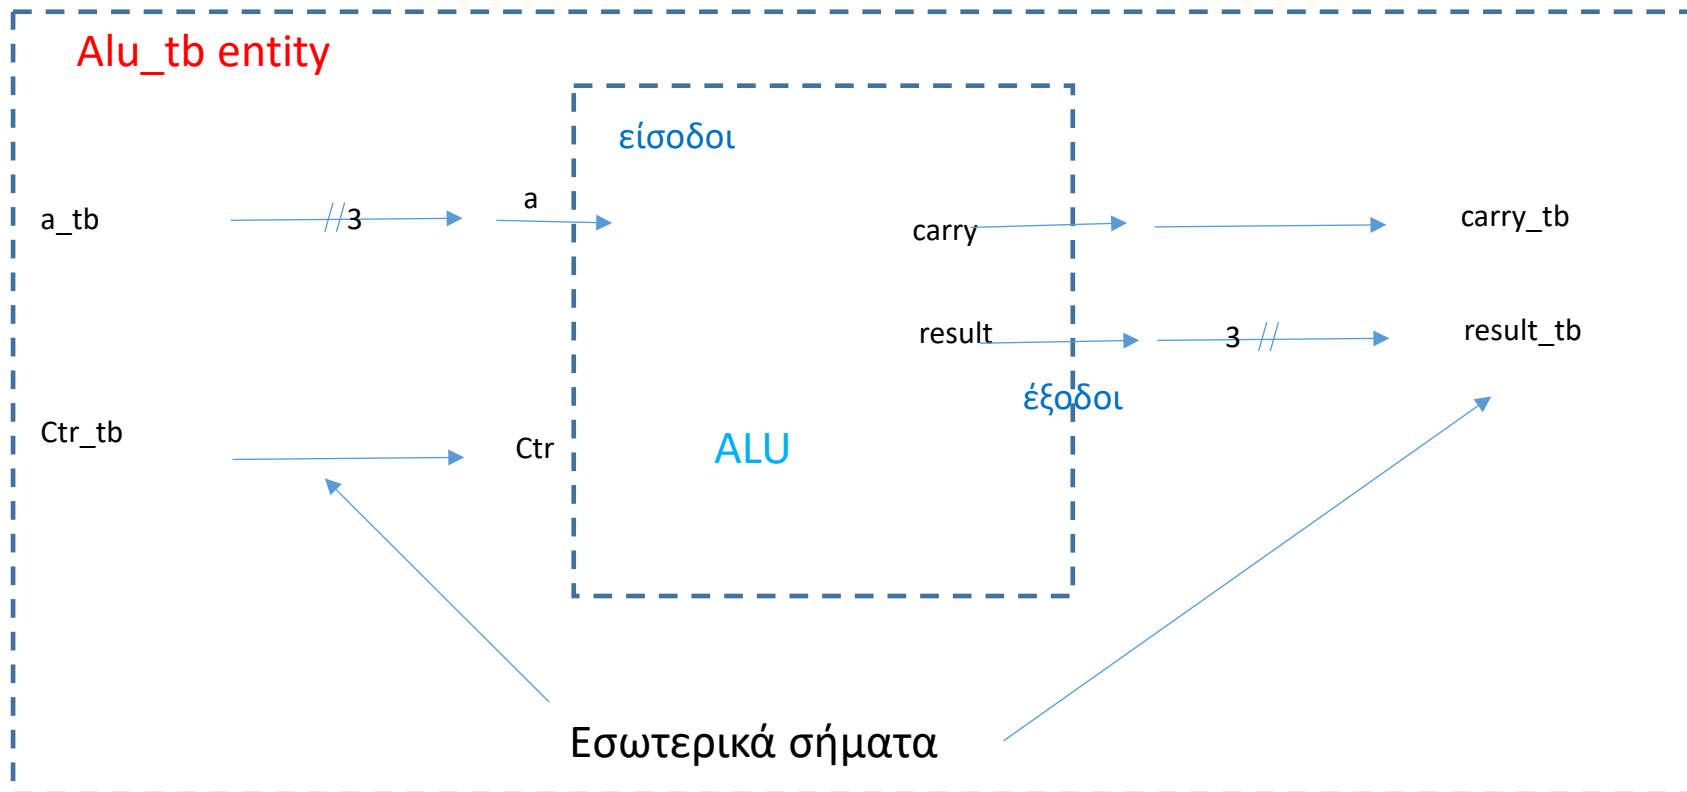 Alu_tb entity
είσοδοι
a_tb
3
a
carry
carry_tb
result
3
result_tb
έξοδοι
Ctr_tb
Ctr
ALU
Εσωτερικά σήματα